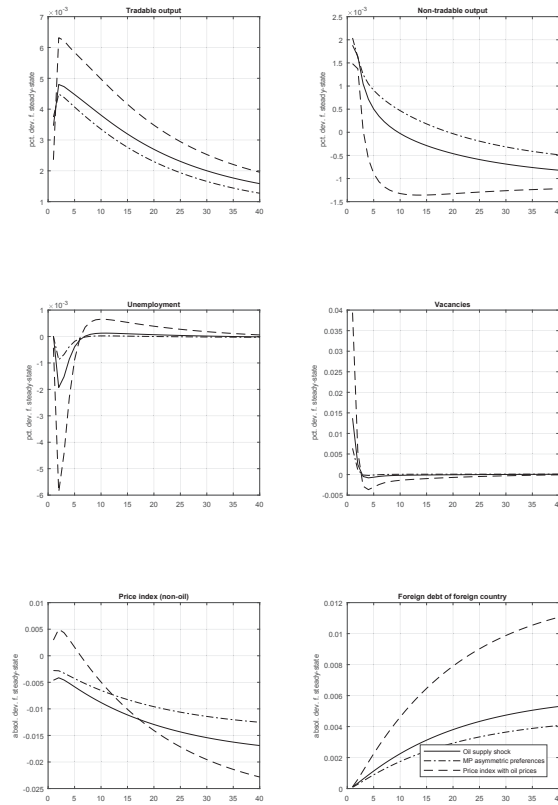 Tradable output
× 10⁻³
pct. dev. f. steady-state
7
6
5
4
3
2
1
0 5 10 15 20 25 30 35 40
Non-tradable output
× 10⁻³
pct. dev. f. steady-state
2.5
2
1.5
1
0.5
0
-0.5
-1
-1.5
0 5 10 15 20 25 30 35 40
Unemployment
× 10⁻³
pct. dev. f. steady-state
1
0
-1
-2
-3
-4
-5
-6
0 5 10 15 20 25 30 35 40
Vacancies
pct. dev. f. steady-state
0.04
0.035
0.03
0.025
0.02
0.015
0.01
0.005
0
-0.005
0 5 10 15 20 25 30 35 40
Price index (non-oil)
absol. dev. f. steady-state
0.01
0.005
0
-0.005
-0.01
-0.015
-0.02
-0.025
0 5 10 15 20 25 30 35 40
Foreign debt of foreign country
absol. dev. f. steady-state
0.012
0.01
0.008
0.006
0.004
0.002
0
0 5 10 15 20 25 30 35 40
Oil supply shock
MP asymmetric preferences
Price index with oil prices